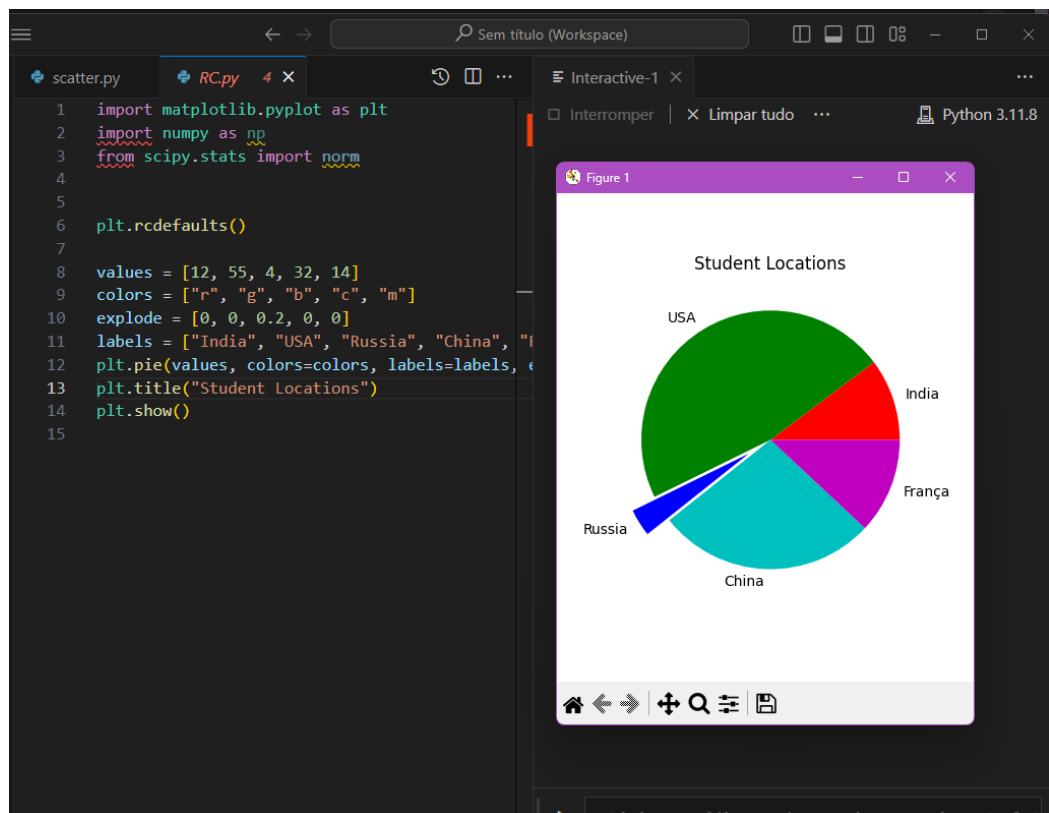 Sem título (Workspace)
scatter.py
RC.py 4
Interactive-1
1 import matplotlib.pyplot as plt
2 import numpy as np
3 from scipy.stats import norm
4
5
6 plt.rcdefaults()
7
8 values = [12, 55, 4, 32, 14]
9 colors = ["r", "g", "b", "c", "m"]
10 explode = [0, 0, 0.2, 0, 0]
11 labels = ["India", "USA", "Russia", "China", "
12 plt.pie(values, colors=colors, labels=labels, e
13 plt.title("Student Locations")
14 plt.show()
15
Interromper
Limpar tudo
Python 3.11.8
Figure 1
Student Locations
USA
India
França
Russia
China